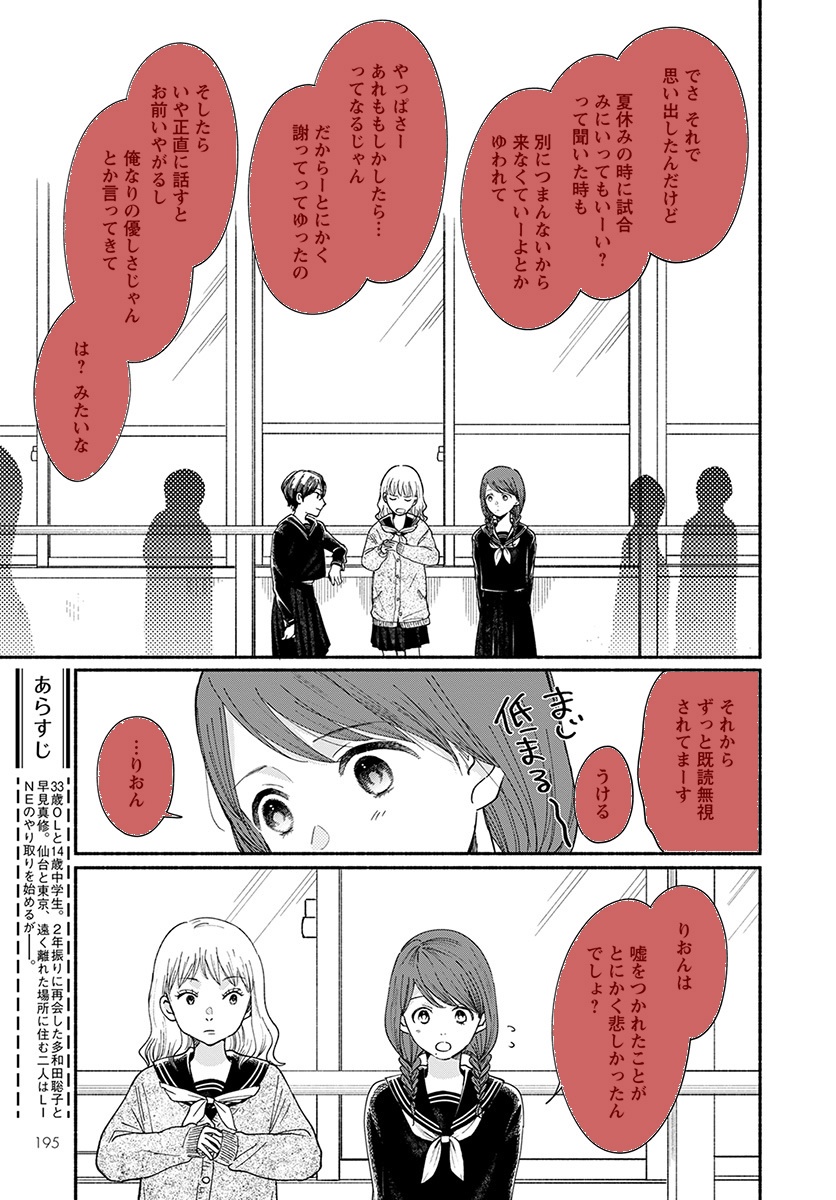 でさ それで
思い出したんだけど
夏休みの時に試合
みにいってもいーい？
って聞いた時も
別につまんないから
来なくていーよとか
ゆわれて
やっぱさー
あれももしかしたら…
ってなるじゃん
だからーとにかく
謝ってってゆったの
そしたら
いや正直に話すと
お前いやがるし
俺なりの優しさじゃん
とか言ってきて
は？ みたいな
それから
ずっと既読無視
されてまーす
うける
まじ
低まる〜
…りおん
りおんは
嘘をつかれたことが
とにかく悲しかったん
でしょ？
あらすじ
33歳ＯＬと14歳中学生。２年振りに再会した多和田聡子と
早見真修。仙台と東京、遠く離れた場所に住む二人はＬＩ
ＮＥのやり取りを始めるが――。
195